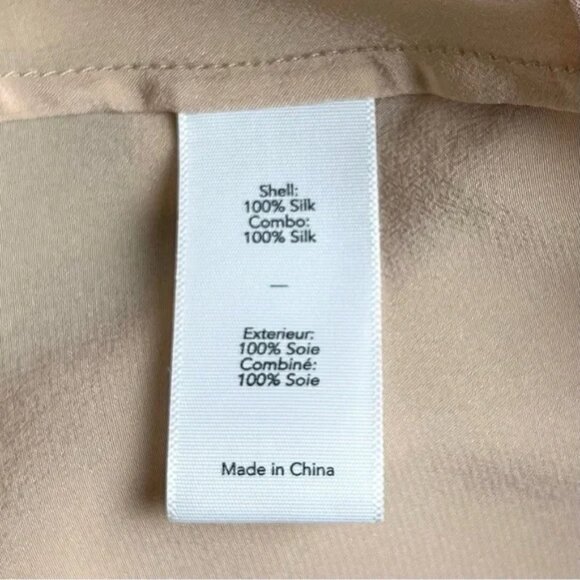 Shell:
100% Silk
Combo:
100% Silk
—
Exterieur:
100% Soie
Combiné:
100% Soie
Made in China